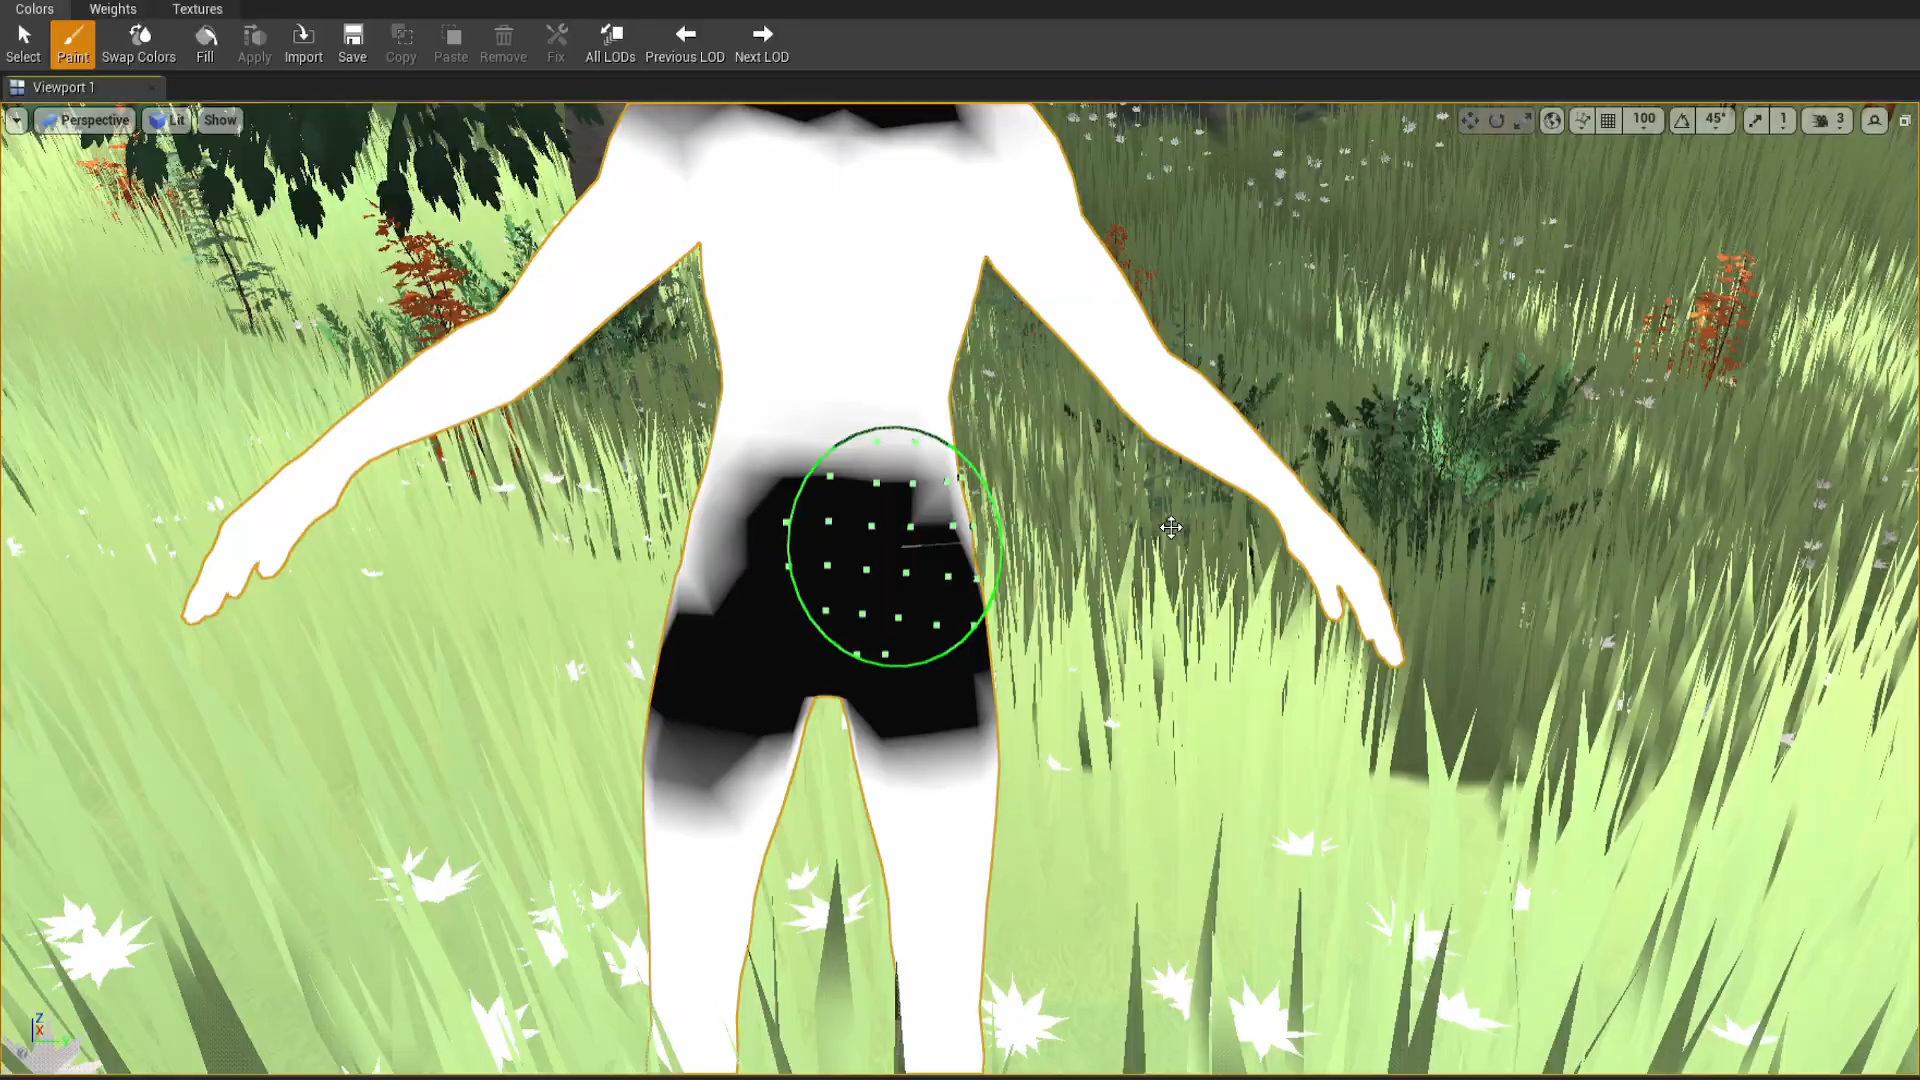 Colors Weights Textures
Select Paint Swap Colors Fill Apply Import Save Copy Paste Remove Fix All LODs Previous LOD Next LOD
Viewport 1
Perspective Lit Show 100 45° 1 3
Z
X
Y